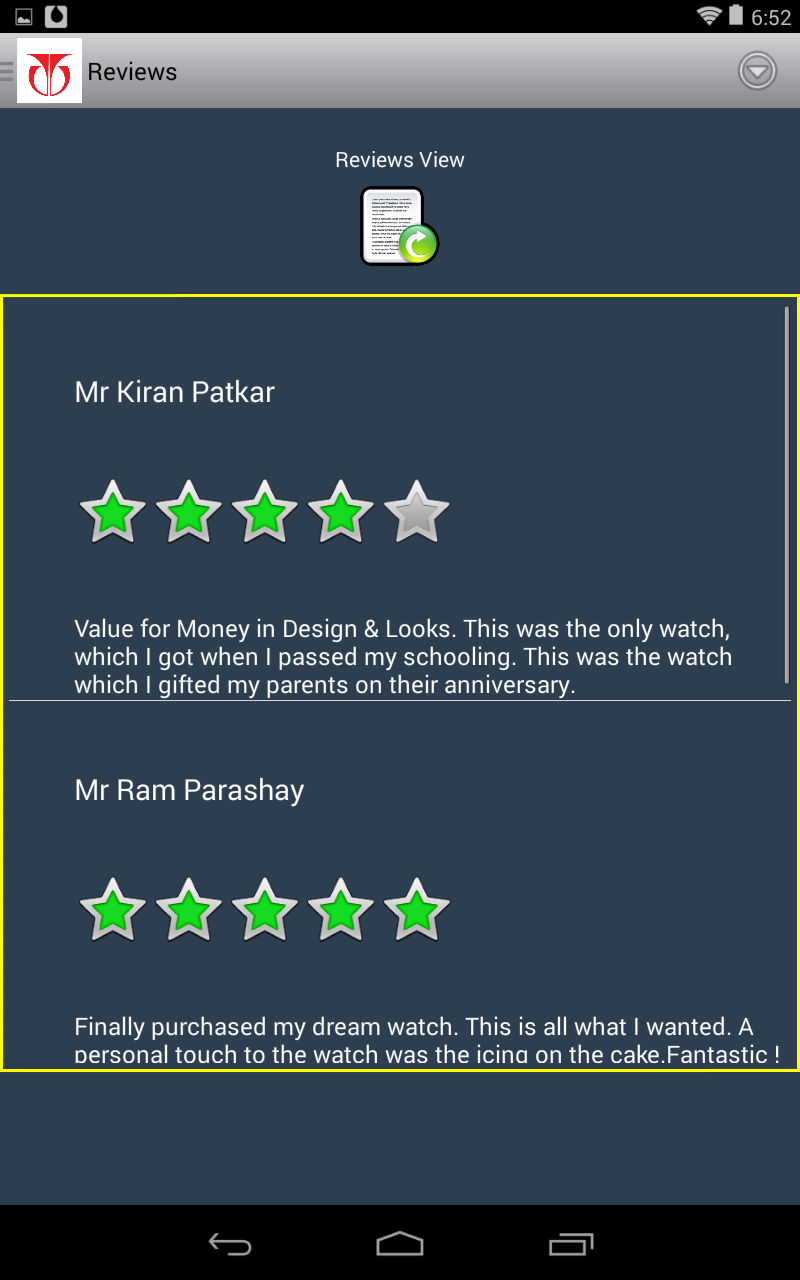 6:52
Reviews
Reviews View
Mr Kiran Patkar
Value for Money in Design & Looks. This was the only watch,
which I got when I passed my schooling. This was the watch
which I gifted my parents on their anniversary.
Mr Ram Parashay
Finally purchased my dream watch. This is all what I wanted. A
personal touch to the watch was the icing on the cake.Fantastic !